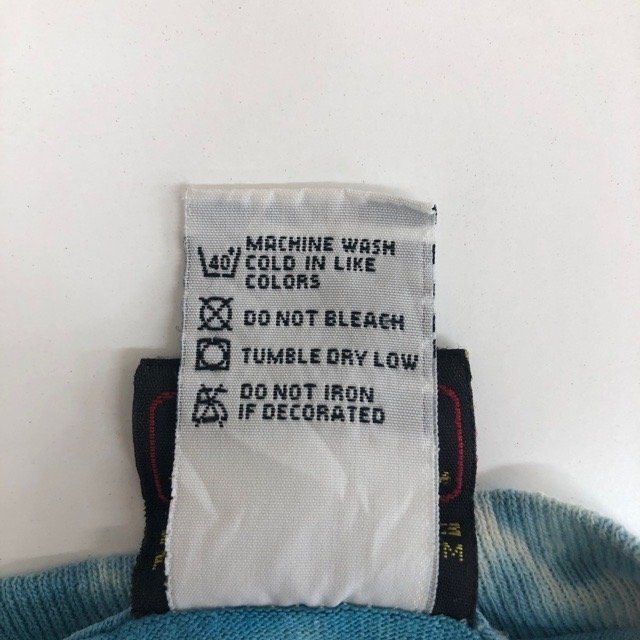 MACHINE WASH
40° COLD IN LIKE
COLORS
DO NOT BLEACH
TUMBLE DRY LOW
DO NOT IRON
IF DECORATED
M